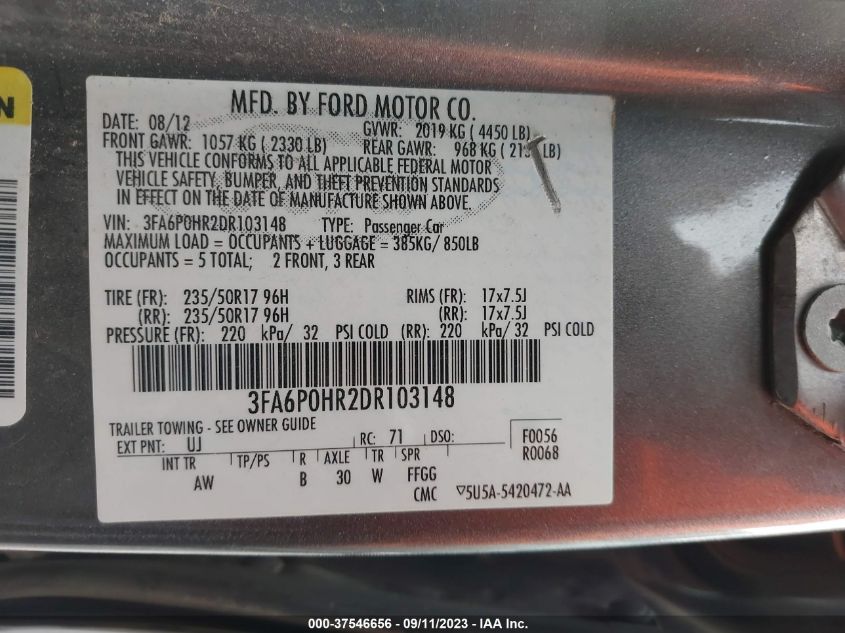 N
MFD. BY FORD MOTOR CO.
DATE: 08/12 GVWR: 2019 KG ( 4450 LB)
FRONT GAWR: 1057 KG ( 2330 LB) REAR GAWR: 968 KG ( LB)
THIS VEHICLE CONFORMS TO ALL APPLICABLE FEDERAL MOTOR
VEHICLE SAFETY, BUMPER, AND THEFT PREVENTION STANDARDS
IN EFFECT ON THE DATE OF MANUFACTURE SHOWN ABOVE.
VIN: 3FA6P0HR2DR103148 TYPE: Passenger Car
MAXIMUM LOAD = OCCUPANTS + LUGGAGE = 385KG/ 850LB
OCCUPANTS = 5 TOTAL; 2 FRONT, 3 REAR
TIRE (FR): 235/50R17 96H RIMS (FR): 17x7.5J
(RR): 235/50R17 96H (RR): 17x7.5J
PRESSURE (FR): 220 kPa/ 32 PSI COLD (RR): 220 kPa/ 32 PSI COLD
3FA6P0HR2DR103148
TRAILER TOWING - SEE OWNER GUIDE
EXT PNT: UJ RC: 71 DSO: F0056
R0068
INT TR TP/PS R AXLE TR SPR
AW B 30 W FFGG
CMC ▽5U5A-5420472-AA
000-37546656 - 09/11/2023 - IAA Inc.